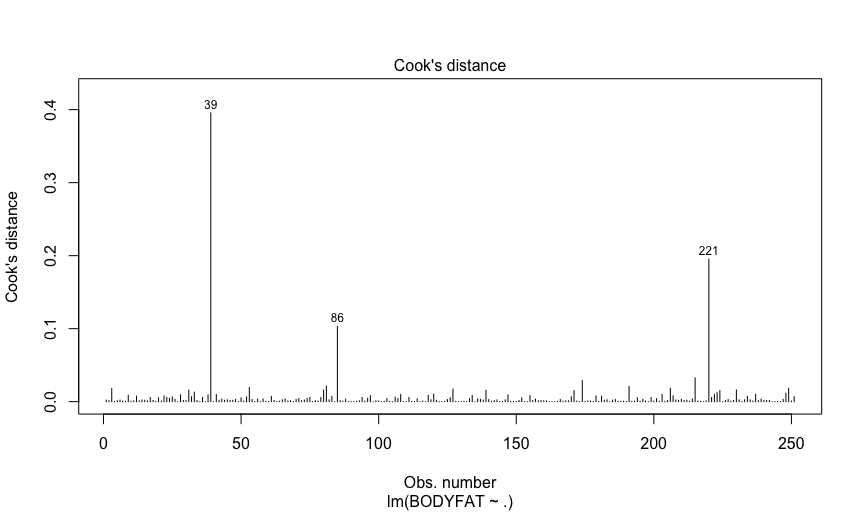 Cook's distance
0.4
0.3
0.2
0.1
0.0
Cook's distance
39
86
221
0 50 100 150 200 250
Obs. number
lm(BODYFAT ~ .)